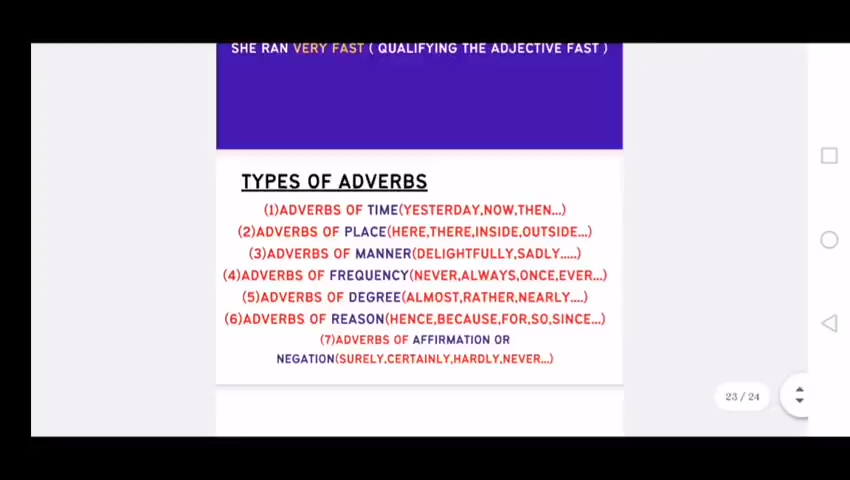 SHE RAN VERY FAST ( QUALIFYING THE ADJECTIVE FAST )
TYPES OF ADVERBS
(1)ADVERBS OF TIME(YESTERDAY,NOW,THEN...)
(2)ADVERBS OF PLACE(HERE,THERE,INSIDE,OUTSIDE...)
(3)ADVERBS OF MANNER(DELIGHTFULLY,SADLY.....)
(4)ADVERBS OF FREQUENCY(NEVER,ALWAYS,ONCE,EVER...)
(5)ADVERBS OF DEGREE(ALMOST,RATHER,NEARLY....)
(6)ADVERBS OF REASON(HENCE,BECAUSE,FOR,SO,SINCE...)
(7)ADVERBS OF AFFIRMATION OR
NEGATION(SURELY,CERTAINLY,HARDLY,NEVER...)
23 / 24